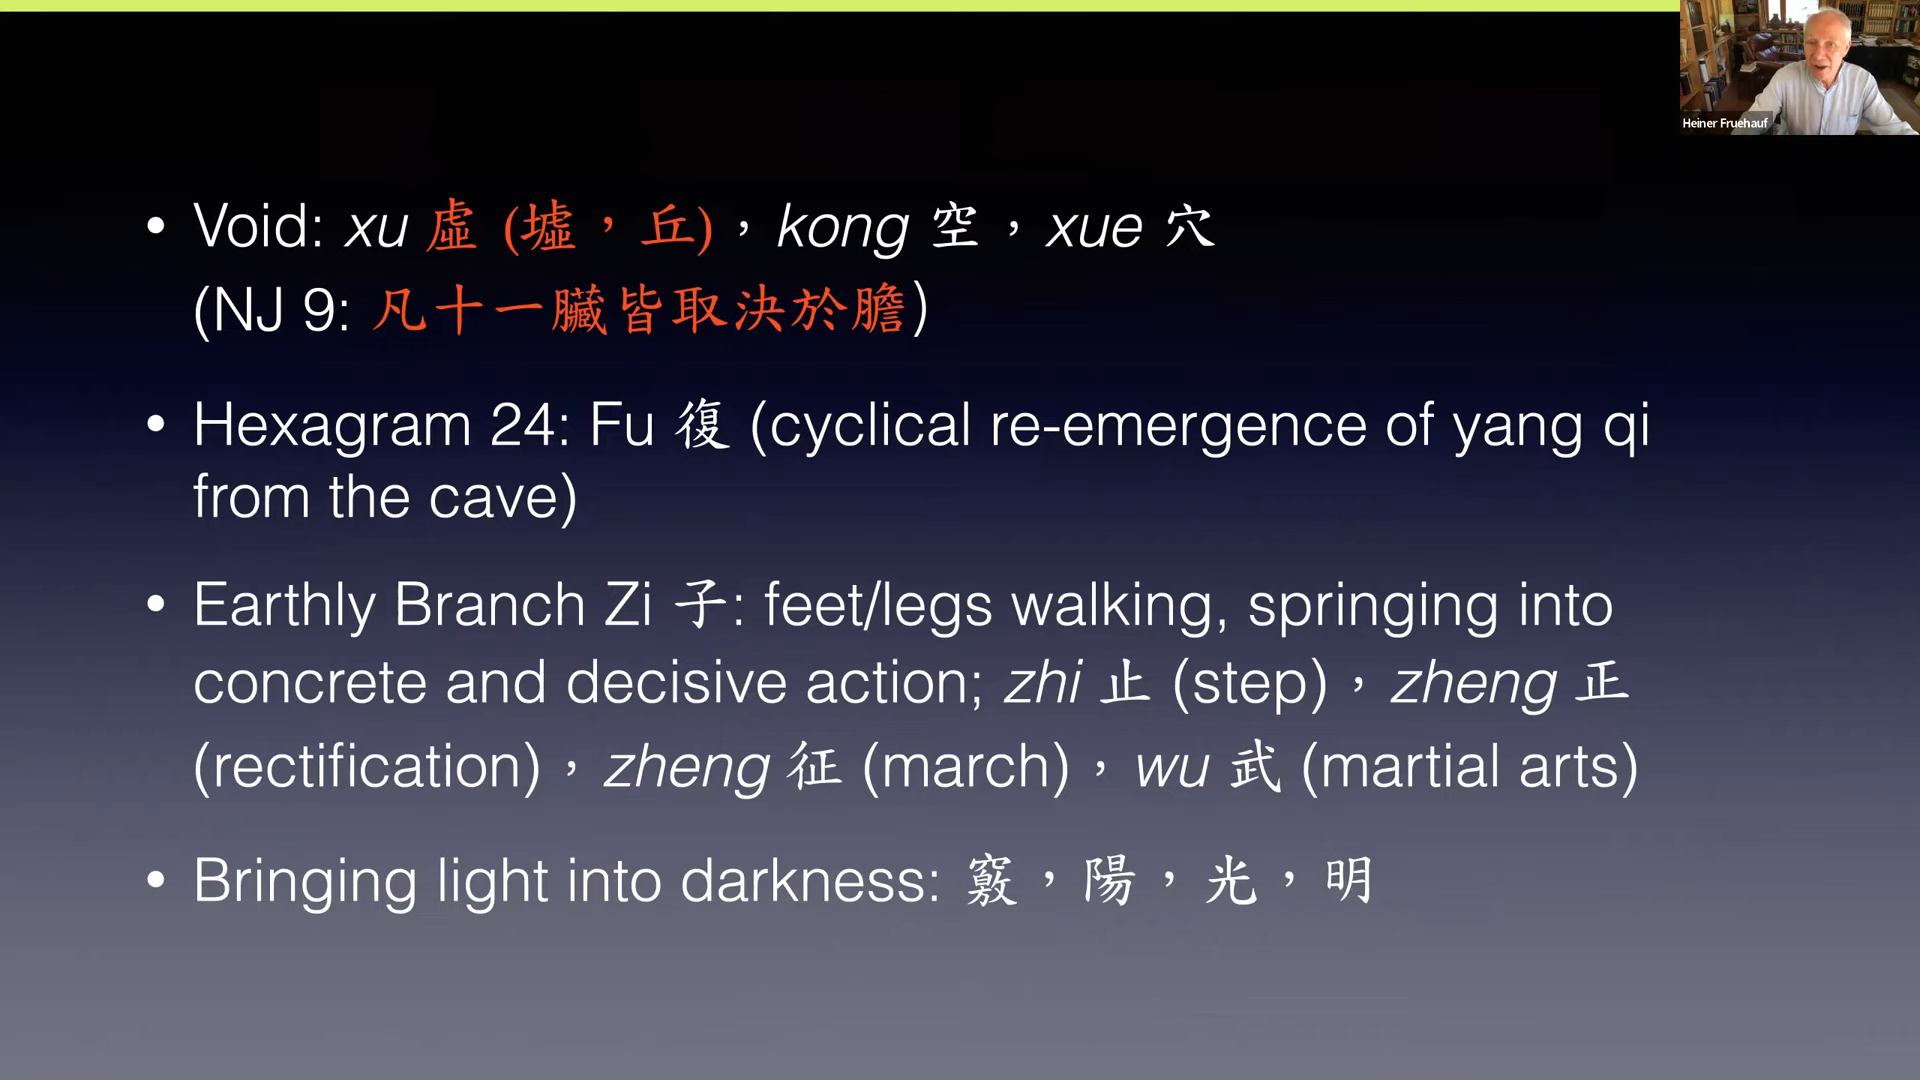 Heiner Fruehauf
• Void: xu 虛 (墟，丘)，kong 空，xue 穴
(NJ 9: 凡十一臟皆取決於膽)
• Hexagram 24: Fu 復 (cyclical re-emergence of yang qi
from the cave)
• Earthly Branch Zi 子: feet/legs walking, springing into
concrete and decisive action; zhi 止 (step)，zheng 正
(rectification)，zheng 征 (march)，wu 武 (martial arts)
• Bringing light into darkness: 竅，陽，光，明